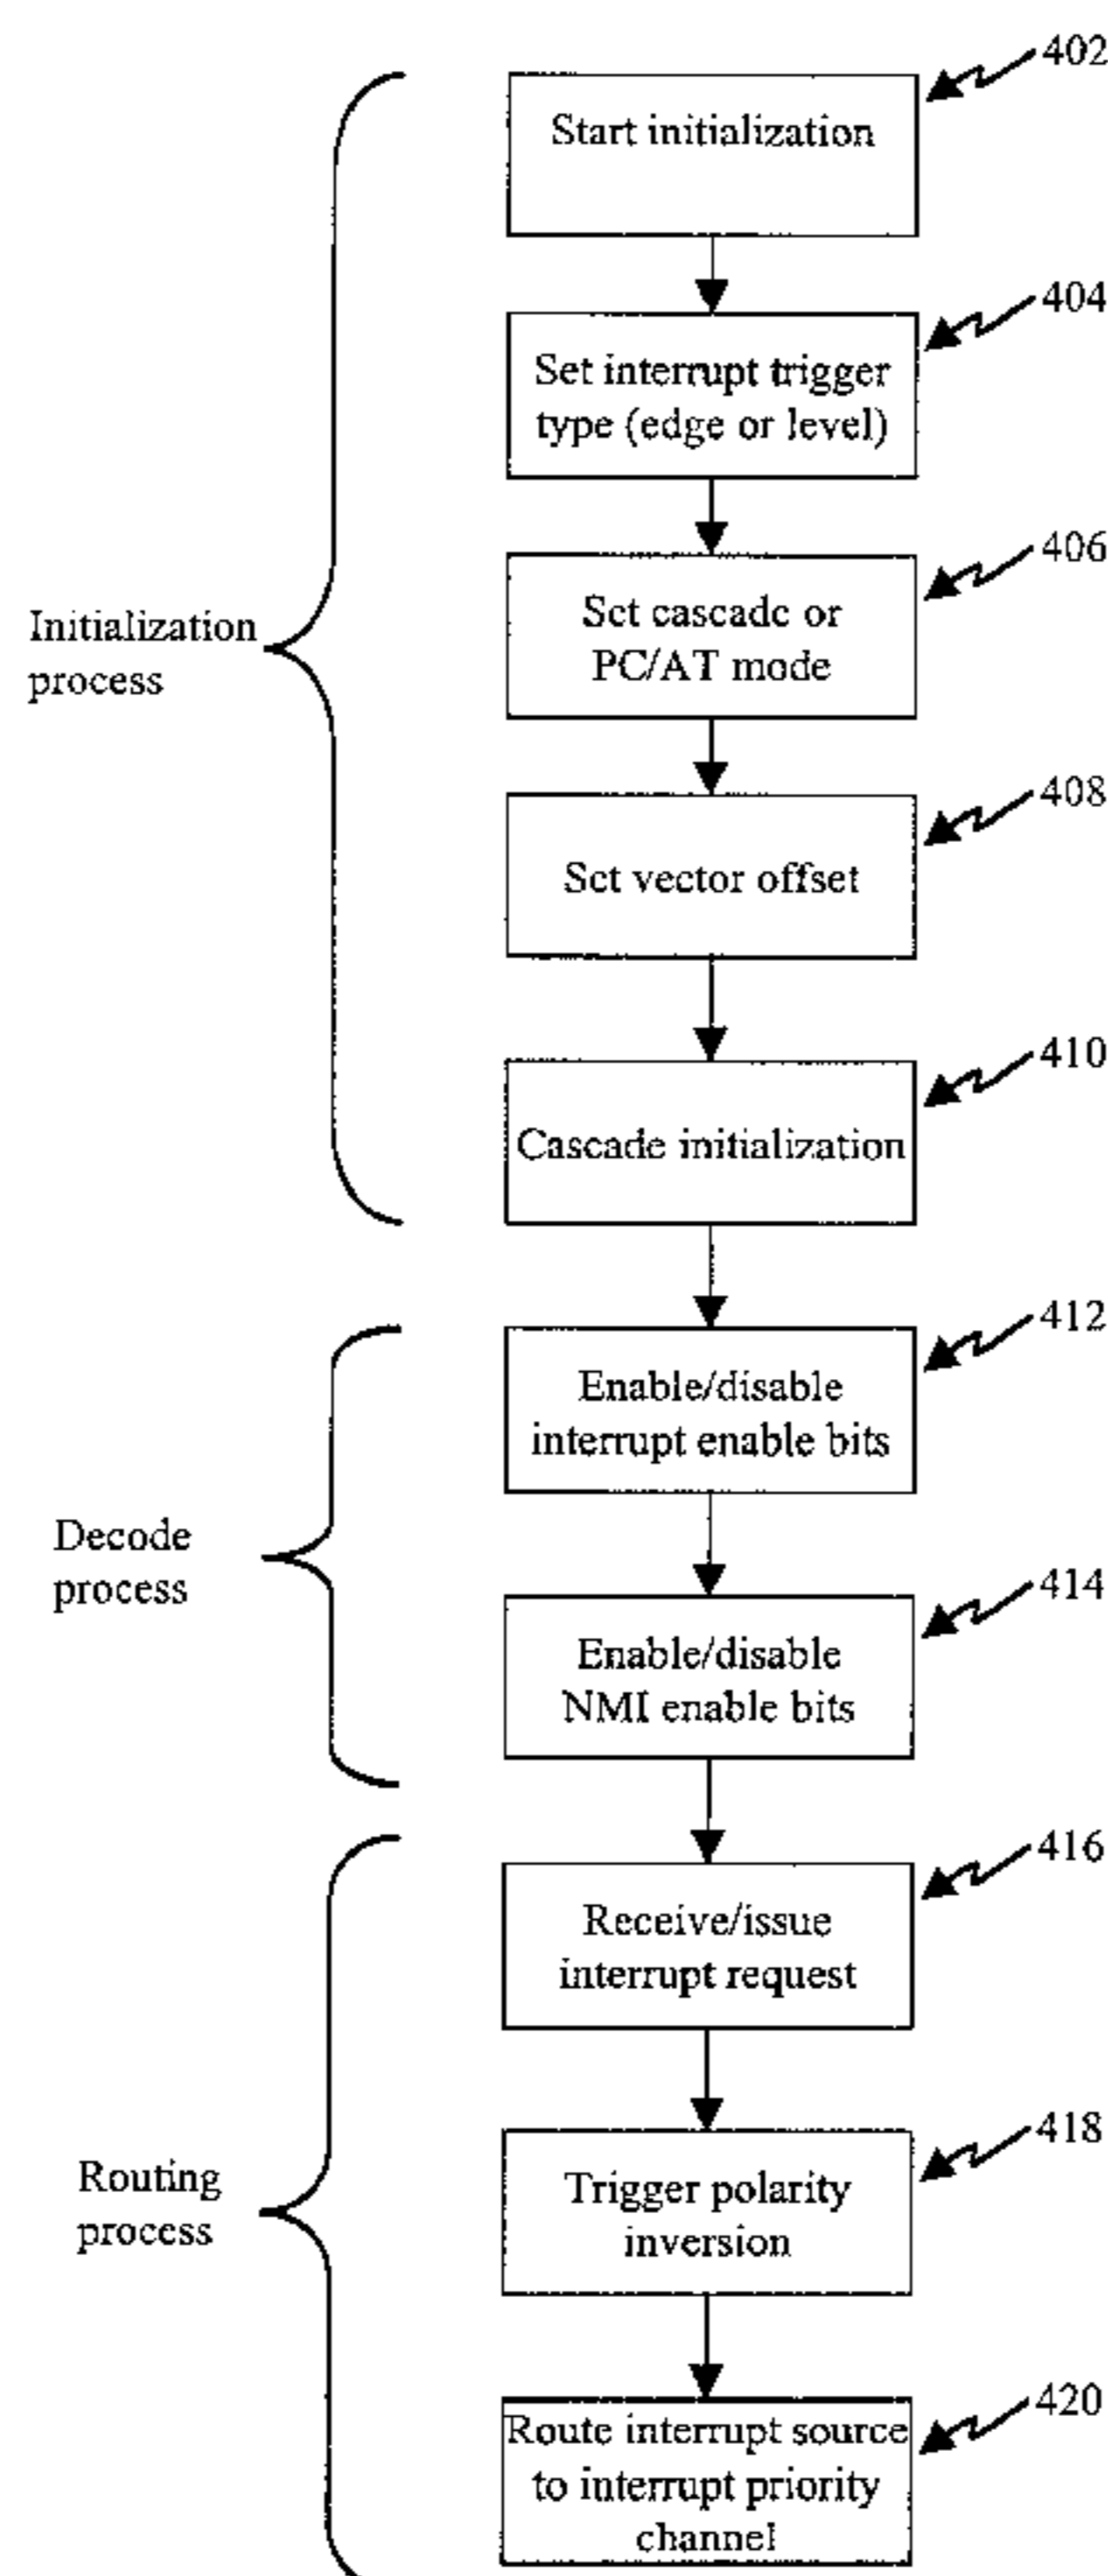 402
Start initialization
404
Set interrupt trigger
type (edge or level)
406
Set cascade or
PC/AT mode
Initialization
process
408
Set vector offset
410
Cascade initialization
412
Enable/disable
interrupt enable bits
Decode
process
414
Enable/disable
NMI enable bits
416
Receive/issue
interrupt request
418
Trigger polarity
inversion
Routing
process
420
Route interrupt source
to interrupt priority
channel